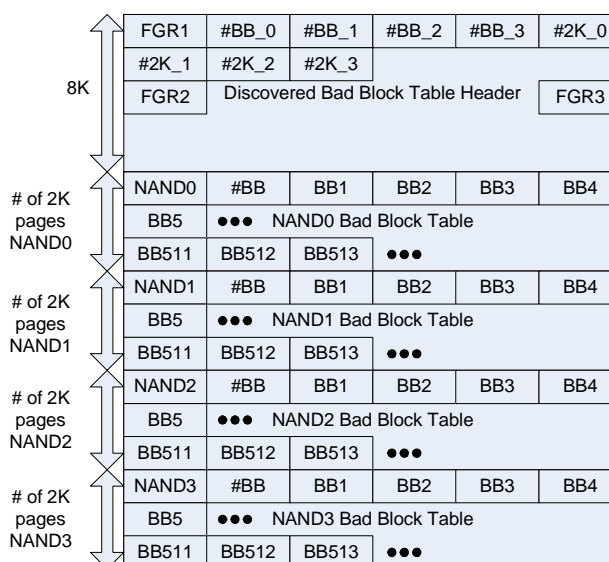 FGR1 #BB_0 #BB_1 #BB_2 #BB_3 #2K_0
#2K_1 #2K_2 #2K_3
8K
FGR2 Discovered Bad Block Table Header FGR3
NAND0 #BB BB1 BB2 BB3 BB4
# of 2K
pages
NAND0
BB5 ●●● NAND0 Bad Block Table
BB511 BB512 BB513 ●●●
NAND1 #BB BB1 BB2 BB3 BB4
# of 2K
pages
NAND1
BB5 ●●● NAND1 Bad Block Table
BB511 BB512 BB513 ●●●
NAND2 #BB BB1 BB2 BB3 BB4
# of 2K
pages
NAND2
BB5 ●●● NAND2 Bad Block Table
BB511 BB512 BB513 ●●●
NAND3 #BB BB1 BB2 BB3 BB4
# of 2K
pages
NAND3
BB5 ●●● NAND3 Bad Block Table
BB511 BB512 BB513 ●●●